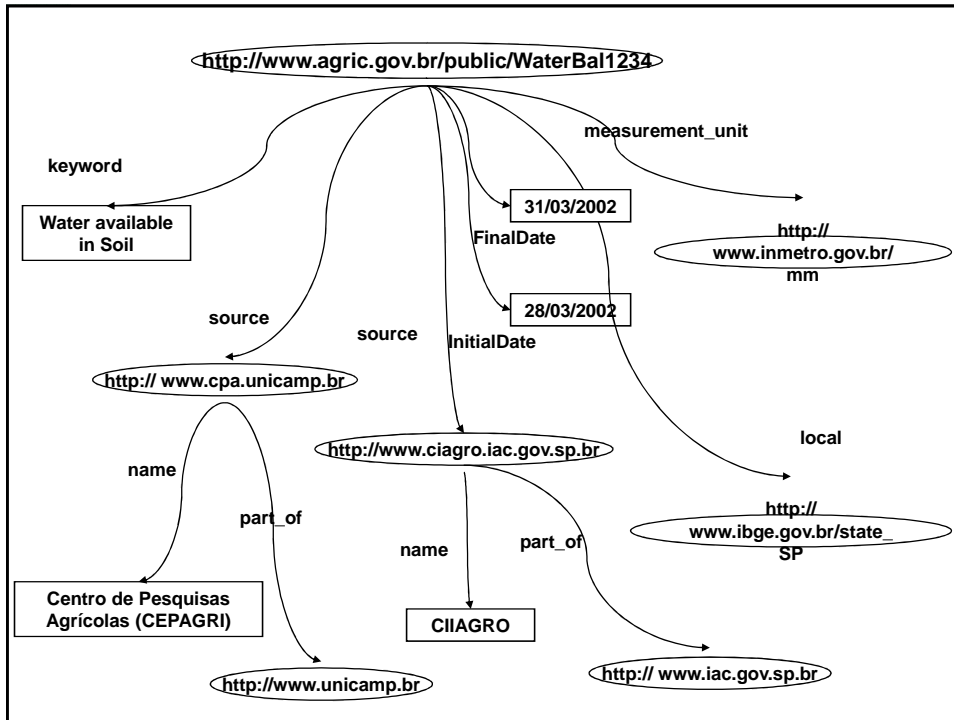 http://www.agric.gov.br/public/WaterBal1234
measurement_unit
keyword
31/03/2002
Water available
in Soil
FinalDate
http://
www.inmetro.gov.br/
mm
28/03/2002
source
source
InitialDate
http:// www.cpa.unicamp.br
http://www.ciagro.iac.gov.sp.br
local
name
part_of
http://
www.ibge.gov.br/state_
SP
name
part_of
Centro de Pesquisas
Agrícolas (CEPAGRI)
CIIAGRO
http://www.unicamp.br
http:// www.iac.gov.sp.br